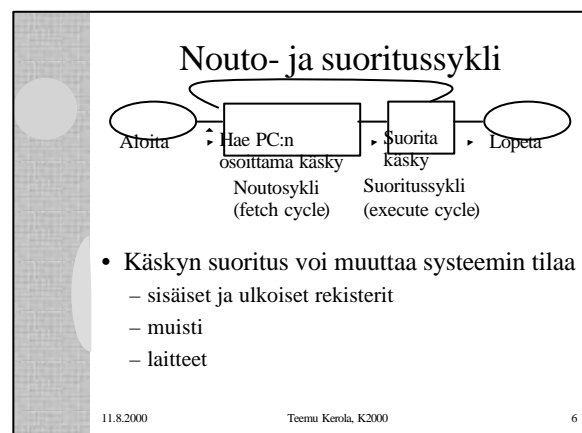 Nouto- ja suoritussykli
Aloita
Hae PC:n
osoittama käsky
Suorita
käsky
Lopeta
Noutosykli
(fetch cycle)
Suoritussykli
(execute cycle)
• Käskyn suoritus voi muuttaa systeemin tilaa
– sisäiset ja ulkoiset rekisterit
– muisti
– laitteet
11.8.2000
Teemu Kerola, K2000
6